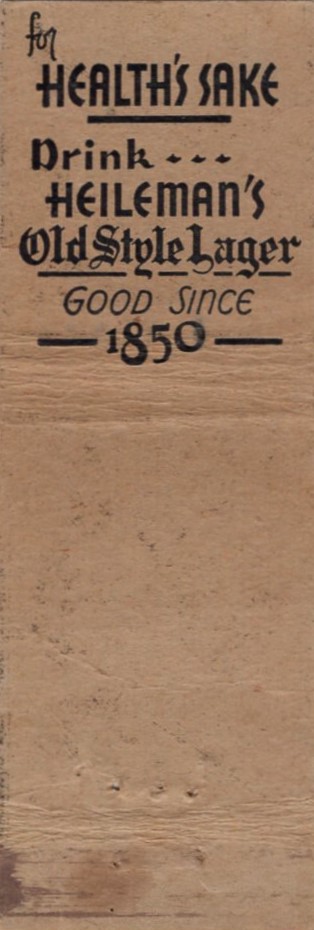 for
HEALTH'S SAKE
Drink - - -
HEILEMAN'S
Old Style Lager
GOOD SINCE
1850